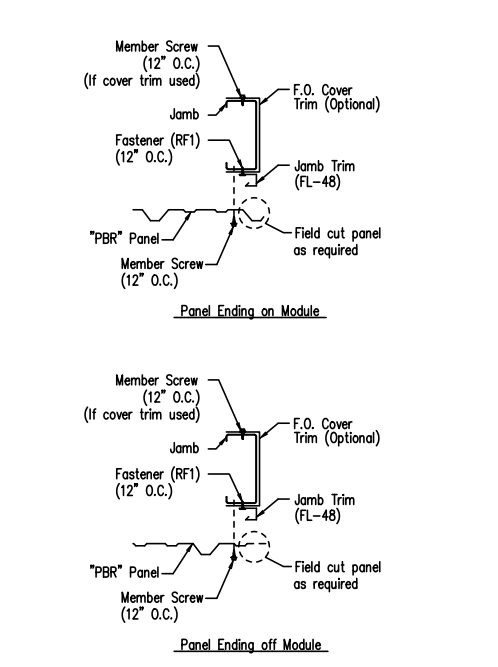 Member Screw
(12" O.C.)
(If cover trim used)
F.O. Cover
Trim (Optional)
Jamb
Fastener (RF1)
(12" O.C.)
Jamb Trim
(FL-48)
"PBR" Panel
Field cut panel
as required
Member Screw
(12" O.C.)
Panel Ending on Module
Member Screw
(12" O.C.)
(If cover trim used)
F.O. Cover
Trim (Optional)
Jamb
Fastener (RF1)
(12" O.C.)
Jamb Trim
(FL-48)
"PBR" Panel
Field cut panel
as required
Member Screw
(12" O.C.)
Panel Ending off Module